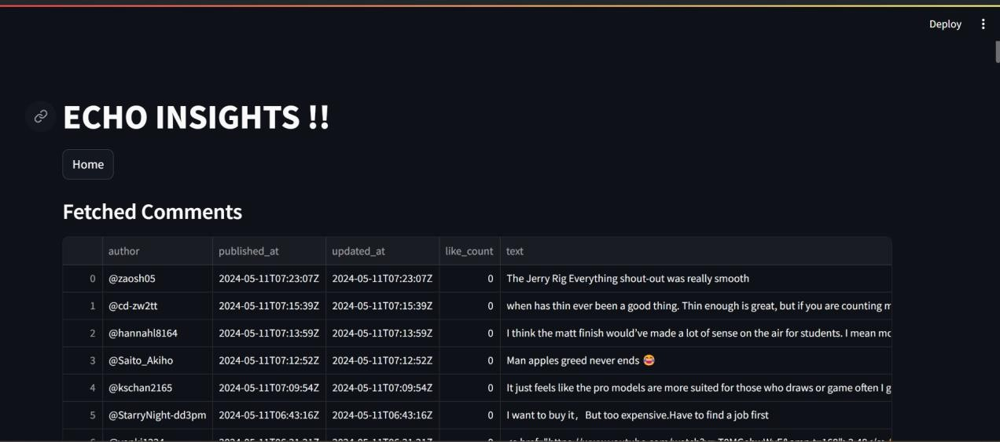 Deploy
ECHO INSIGHTS !!
Home
Fetched Comments
author published_at updated_at like_count text
0 @zaosh05 2024-05-11T07:23:07Z 2024-05-11T07:23:07Z 0 The Jerry Rig Everything shout-out was really smooth
1 @cd-zw2tt 2024-05-11T07:15:39Z 2024-05-11T07:15:39Z 0 when has thin ever been a good thing. Thin enough is great, but if you are counting m
2 @hannahl8164 2024-05-11T07:13:59Z 2024-05-11T07:13:59Z 0 I think the matt finish would've made a lot of sense on the air for students. I mean mo
3 @Saito_Akiho 2024-05-11T07:12:52Z 2024-05-11T07:12:52Z 0 Man apples greed never ends 😂
4 @kschan2165 2024-05-11T07:09:54Z 2024-05-11T07:09:54Z 0 It just feels like the pro models are more suited for those who draws or game often I g
5 @StarryNight-dd3pm 2024-05-11T06:43:16Z 2024-05-11T06:43:16Z 0 I want to buy it，But too expensive.Have to find a job first